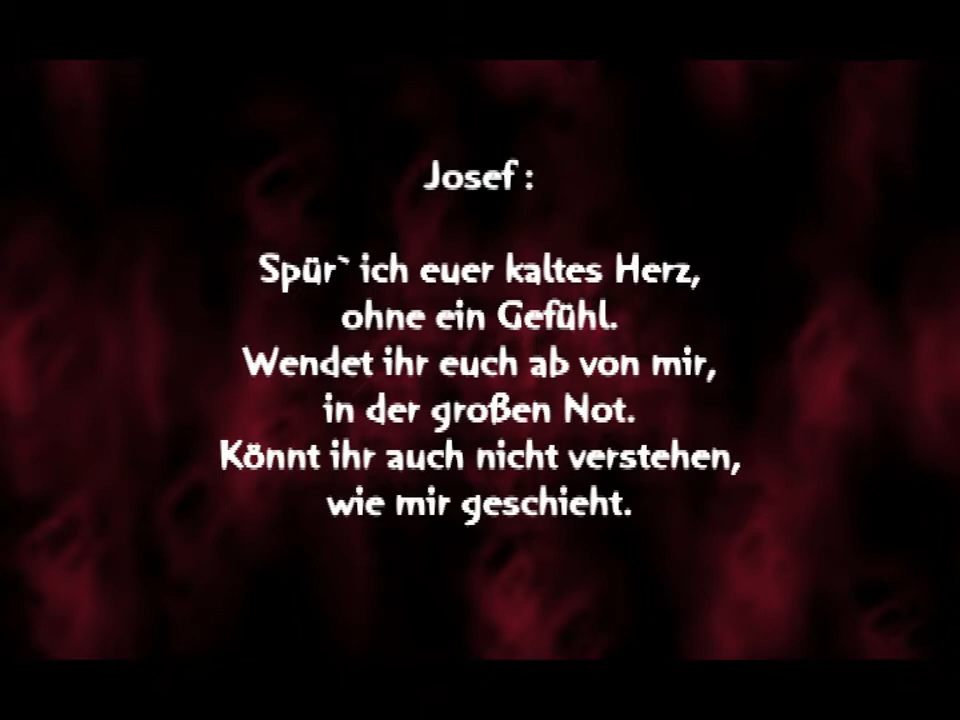 Josef :
Spür` ich euer kaltes Herz,
ohne ein Gefühl.
Wendet ihr euch ab von mir,
in der großen Not.
Könnt ihr auch nicht verstehen,
wie mir geschieht.